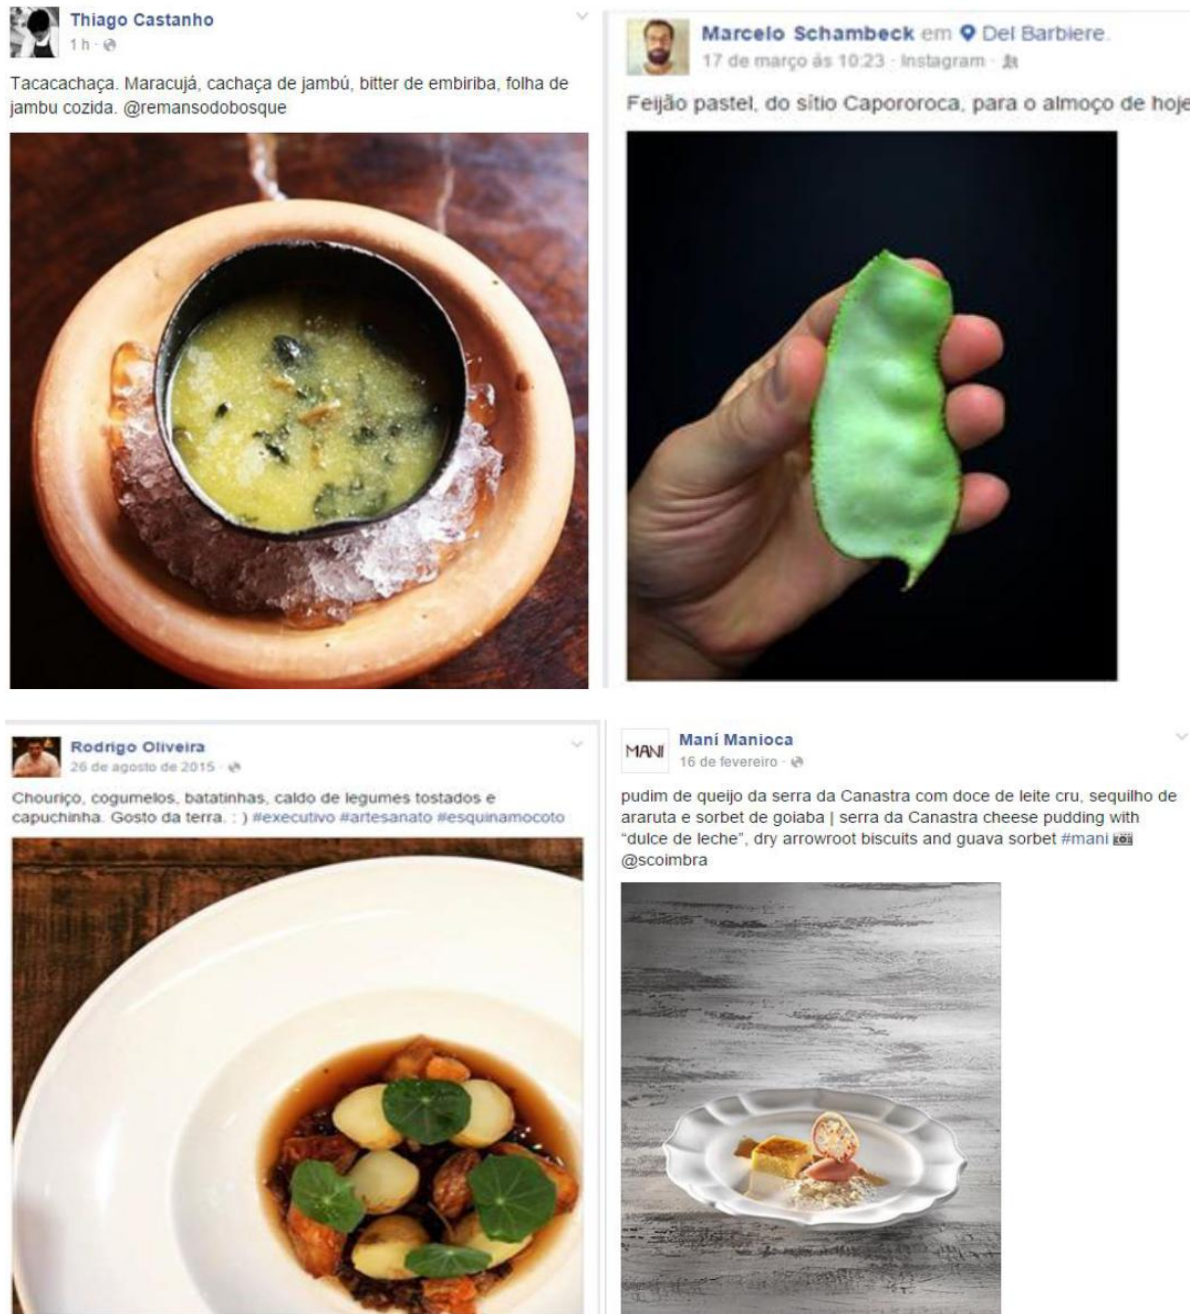 Thiago Castanho
1 h ·
Tacacachaça. Maracujá, cachaça de jambú, bitter de embiriba, folha de
jambu cozida. @remansodobosque
Marcelo Schambeck em Del Barbiere.
17 de março às 10:23 · Instagram ·
Feijão pastel, do sítio Capororoca, para o almoço de hoje
Rodrigo Oliveira
26 de agosto de 2015 ·
Chouriço, cogumelos, batatinhas, caldo de legumes tostados e
capuchinha. Gosto da terra. : ) #executivo #artesanato #esquinamocoto
MANÍ
Maní Manioca
16 de fevereiro ·
pudim de queijo da serra da Canastra com doce de leite cru, sequilho de
araruta e sorbet de goiaba | serra da Canastra cheese pudding with
“dulce de leche”, dry arrowroot biscuits and guava sorbet #mani 📷
@scoimbra